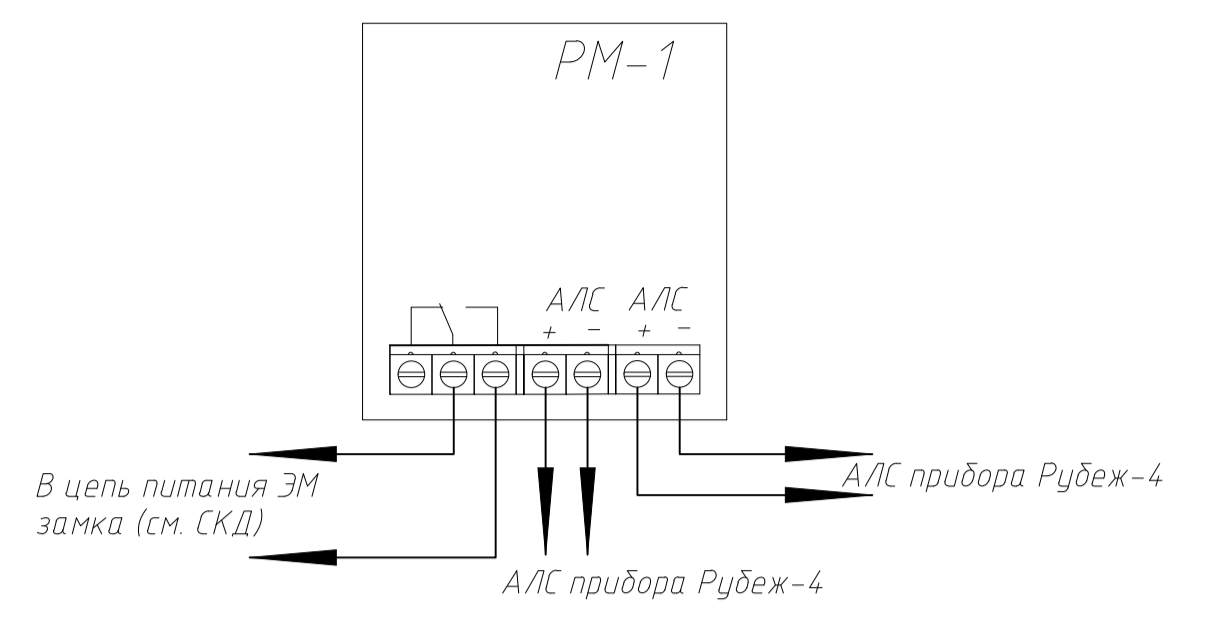 РМ-1
АЛС АЛС
+ − + −
В цепь питания ЭМ
замка (см. СКД)
АЛС прибора Рубеж-4
АЛС прибора Рубеж-4